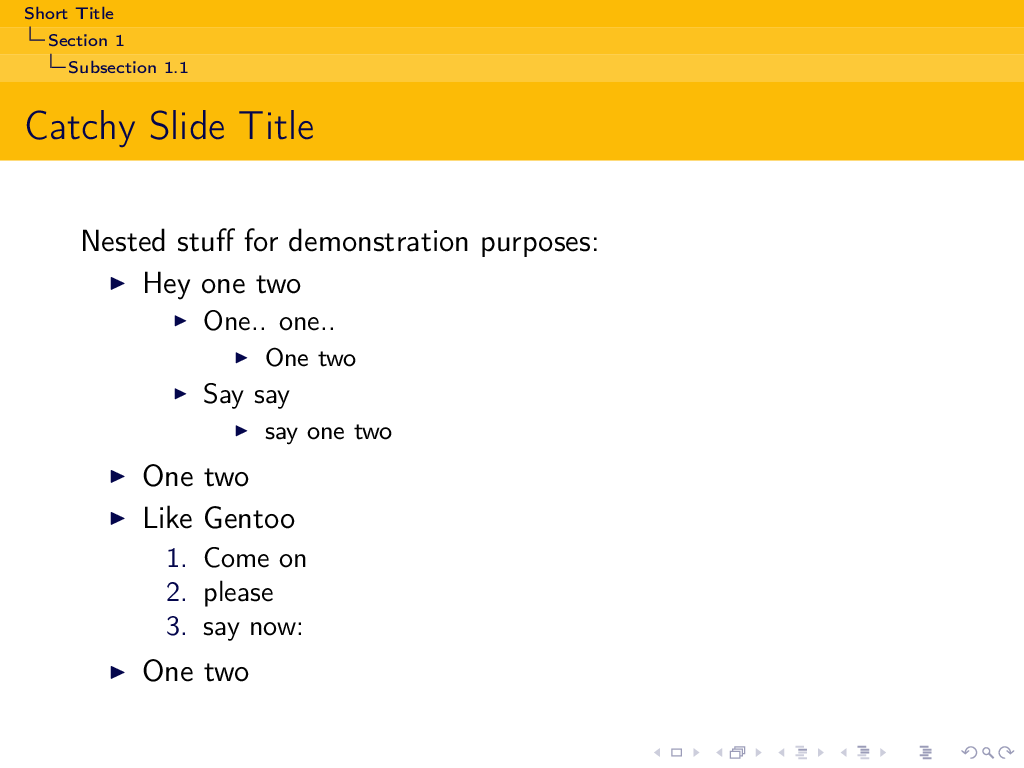 Short Title
Section 1
Subsection 1.1
Catchy Slide Title
Nested stuff for demonstration purposes:
Hey one two
One.. one..
One two
Say say
say one two
One two
Like Gentoo
1. Come on
2. please
3. say now:
One two